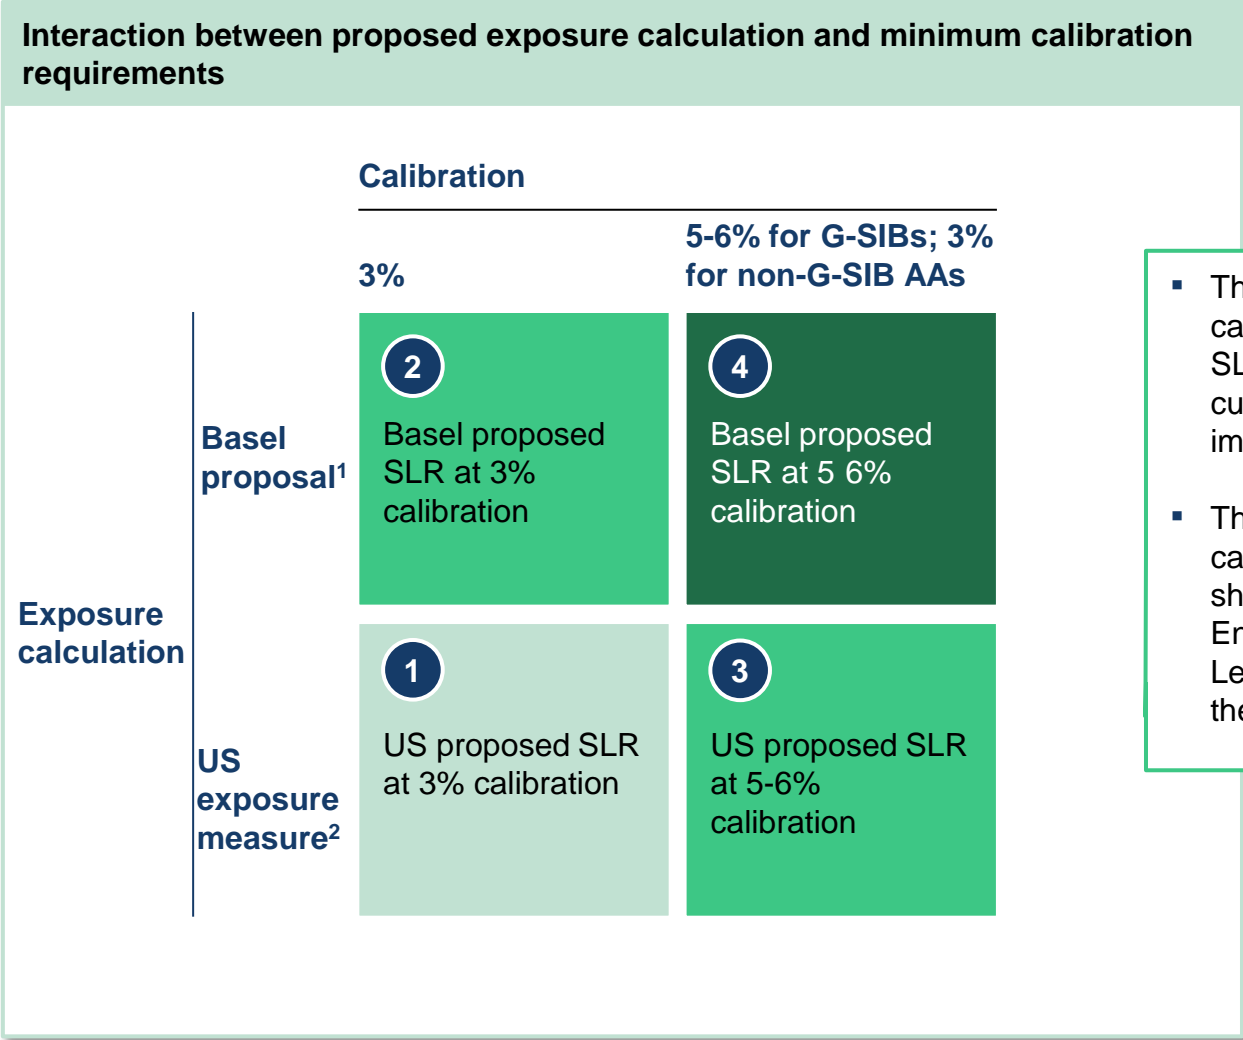 Interaction between proposed exposure calculation and minimum calibration
requirements
Calibration
3%
5-6% for G-SIBs; 3%
for non-G-SIB AAs
Exposure
calculation
Basel
proposal1
2
Basel proposed
SLR at 3%
calibration
4
Basel proposed
SLR at 5 6%
calibration
US
exposure
measure2
1
US proposed SLR
at 3% calibration
3
US proposed SLR
at 5-6%
calibration